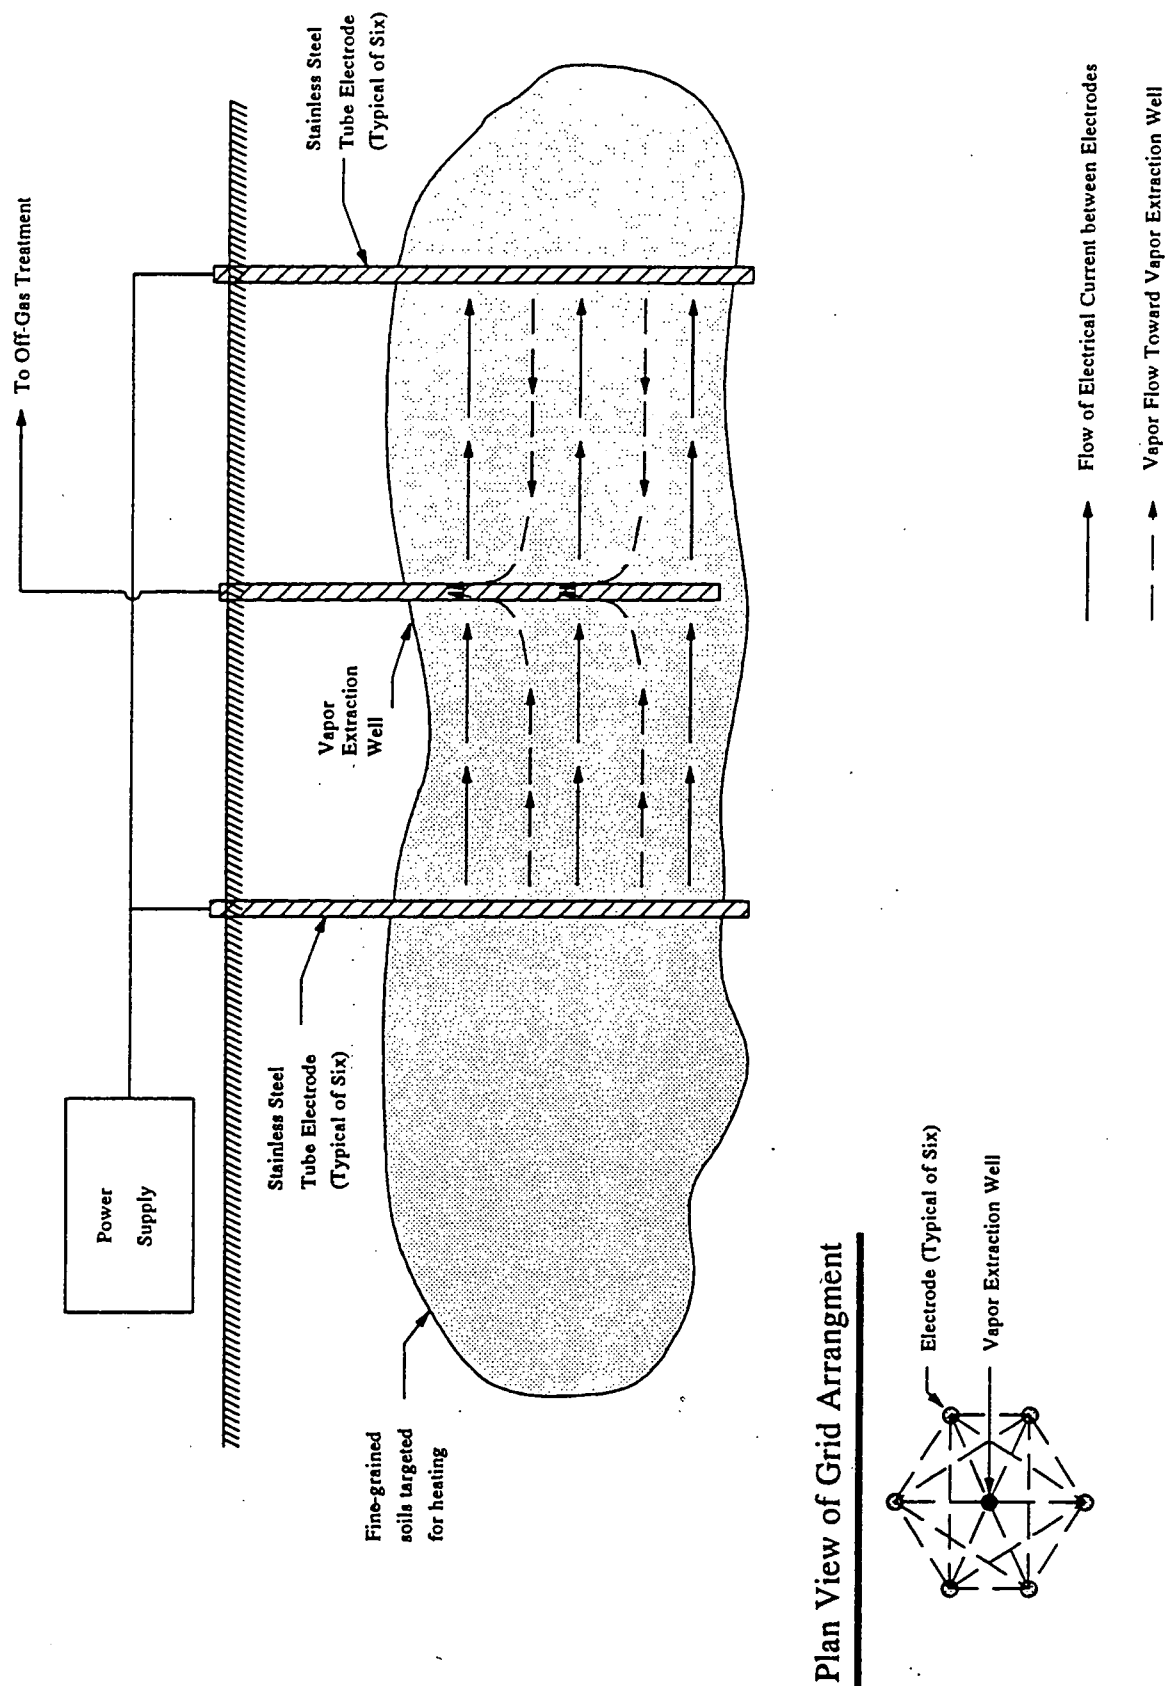 To Off-Gas Treatment
Power
Supply
Stainless Steel
Tube Electrode
(Typical of Six)
Vapor
Extraction
Well
Stainless Steel
Tube Electrode
(Typical of Six)
Fine-grained
soils targeted
for heating
Plan View of Grid Arrangment
Electrode (Typical of Six)
Vapor Extraction Well
Flow of Electrical Current between Electrodes
Vapor Flow Toward Vapor Extraction Well